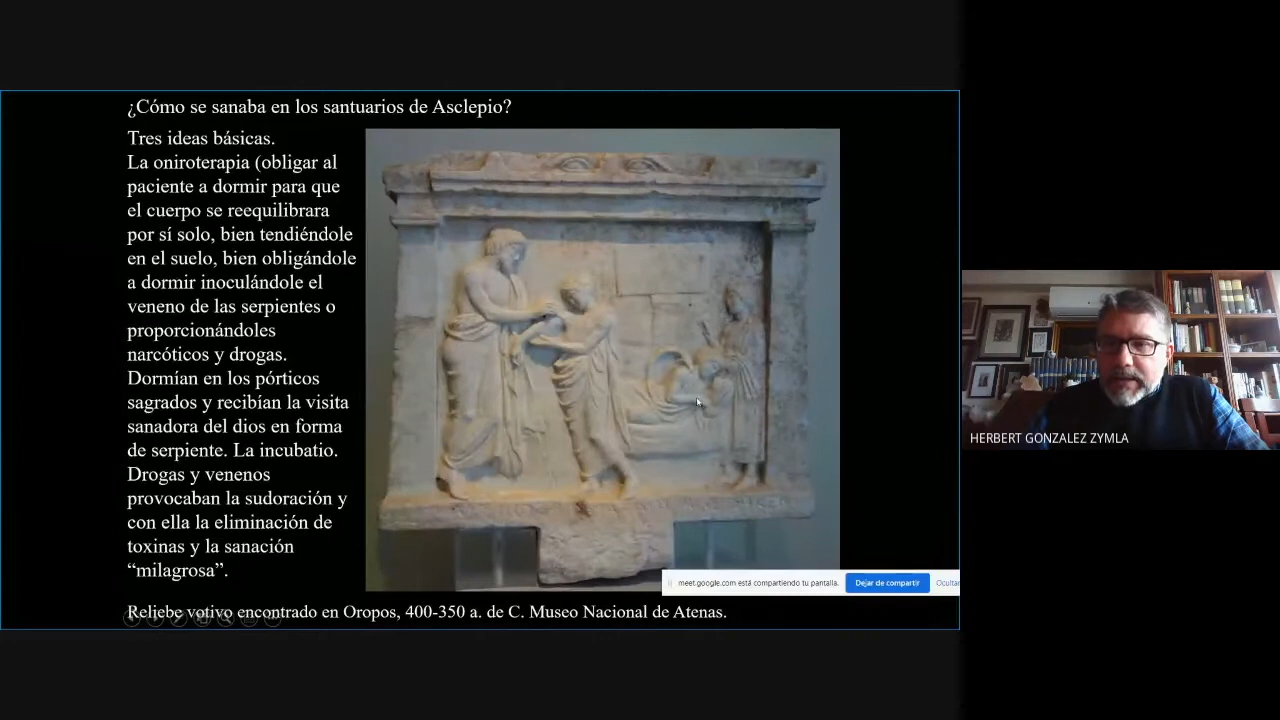 ¿Cómo se sanaba en los santuarios de Asclepio?
Tres ideas básicas.
La oniroterapia (obligar al
paciente a dormir para que
el cuerpo se reequilibrara
por sí solo, bien tendiéndole
en el suelo, bien obligándole
a dormir inoculándole el
veneno de las serpientes o
proporcionándoles
narcóticos y drogas.
Dormían en los pórticos
sagrados y recibían la visita
sanadora del dios en forma
de serpiente. La incubatio.
Drogas y venenos
provocaban la sudoración y
con ella la eliminación de
toxinas y la sanación
“milagrosa”.
meet.google.com está compartiendo tu pantalla.
Dejar de compartir
Ocultar
Reliebe votivo encontrado en Oropos, 400-350 a. de C. Museo Nacional de Atenas.
HERBERT GONZALEZ ZYMLA